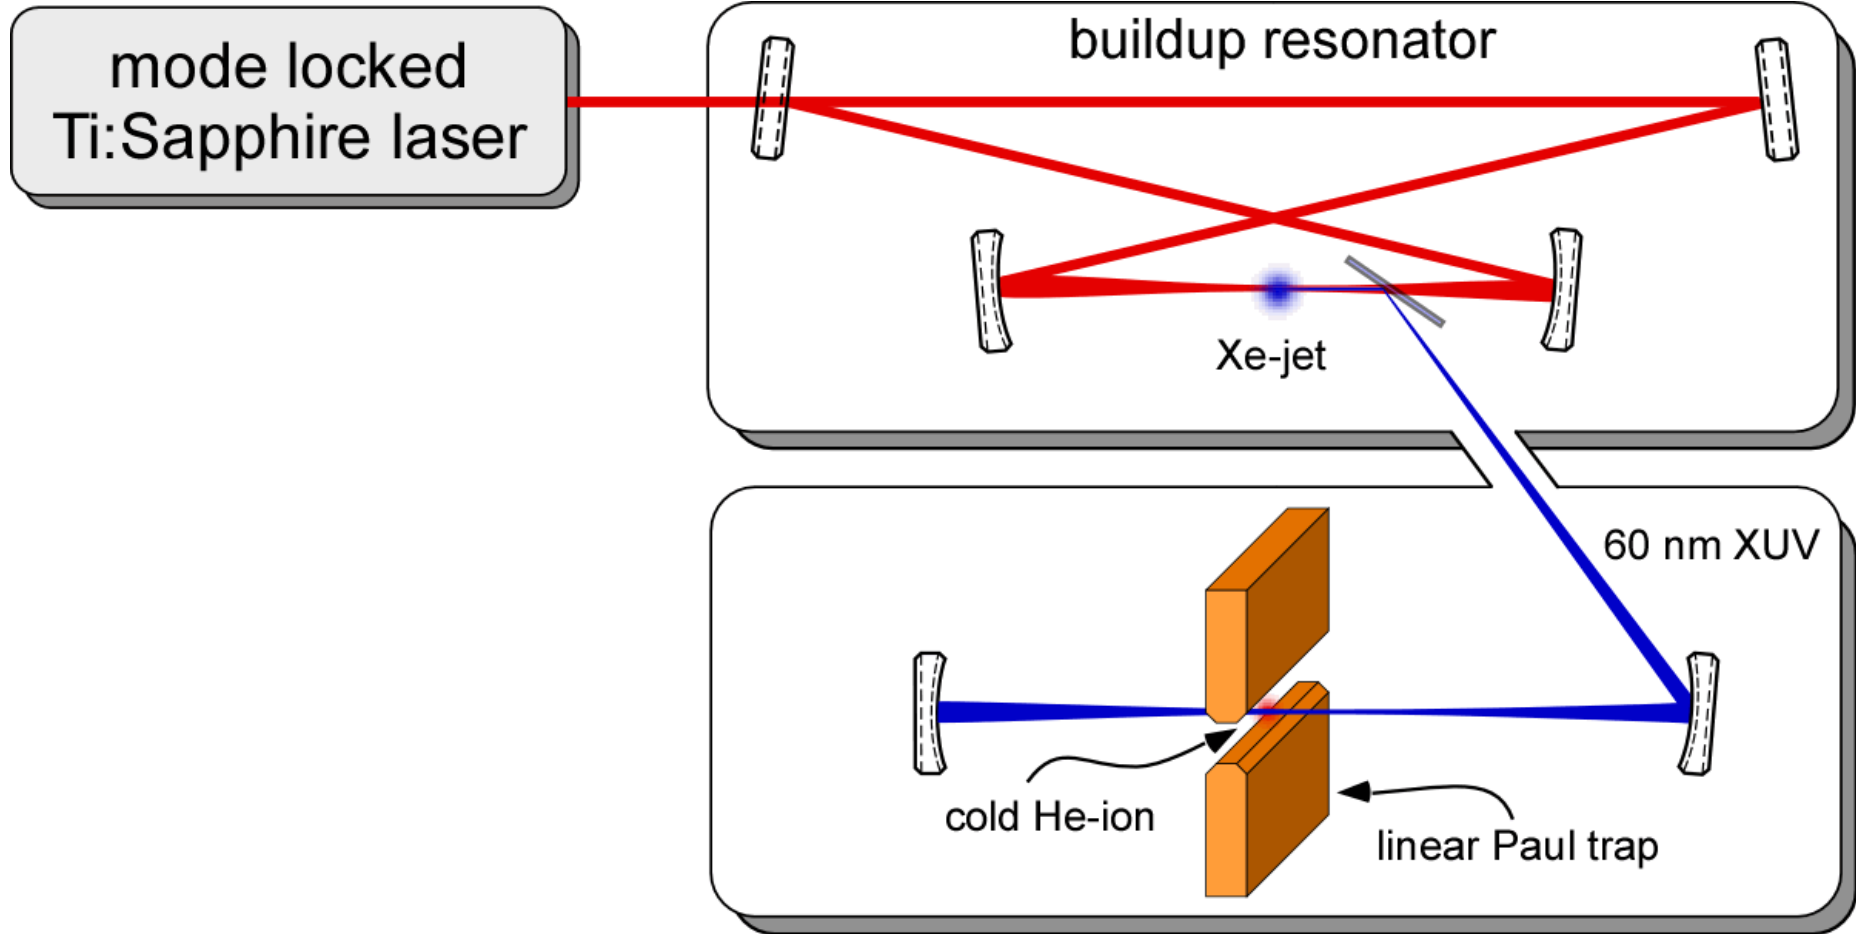 mode locked
Ti:Sapphire laser
buildup resonator
Xe-jet
60 nm XUV
cold He-ion
linear Paul trap